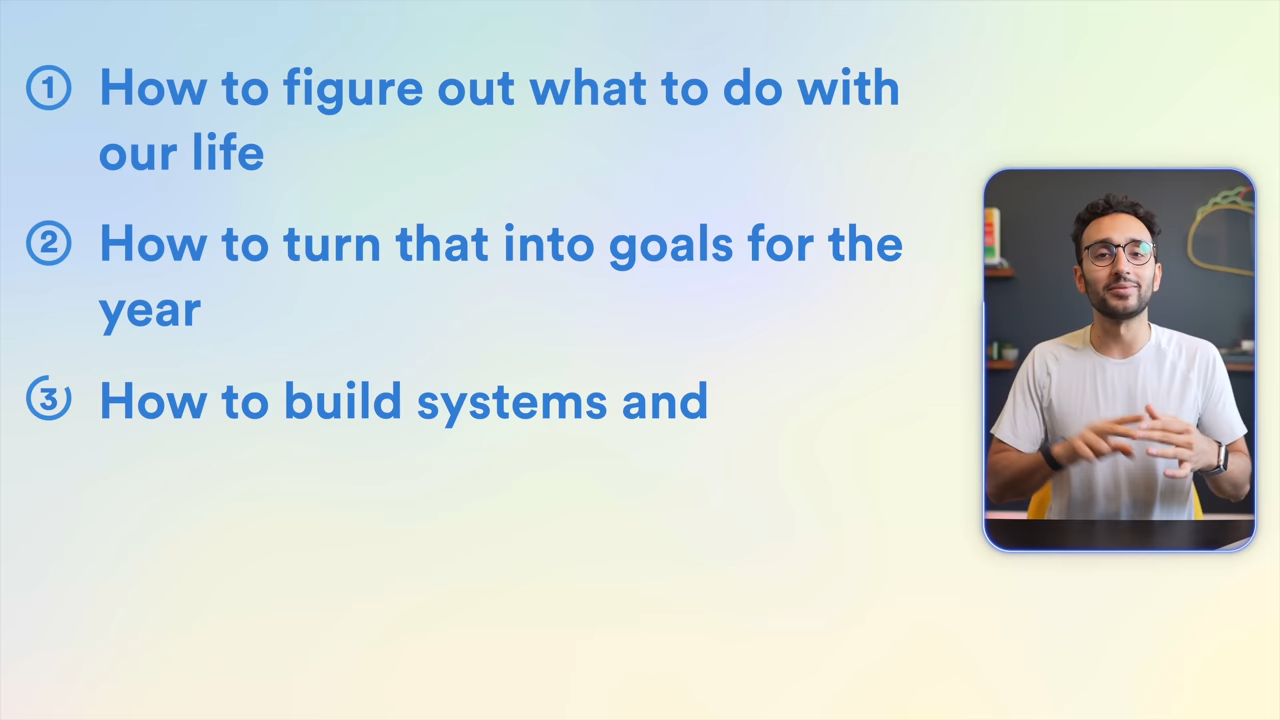 1 How to figure out what to do with
our life
2 How to turn that into goals for the
year
3 How to build systems and